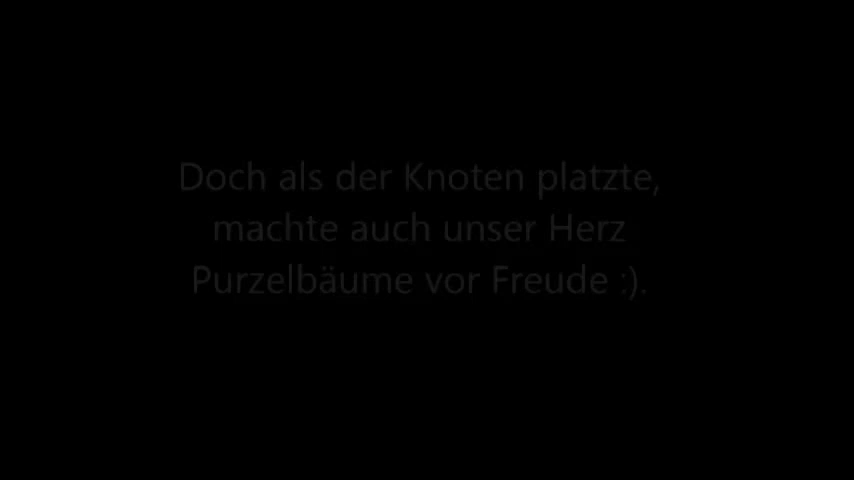 Doch als der Knoten platzte,
machte auch unser Herz
Purzelbäume vor Freude :).